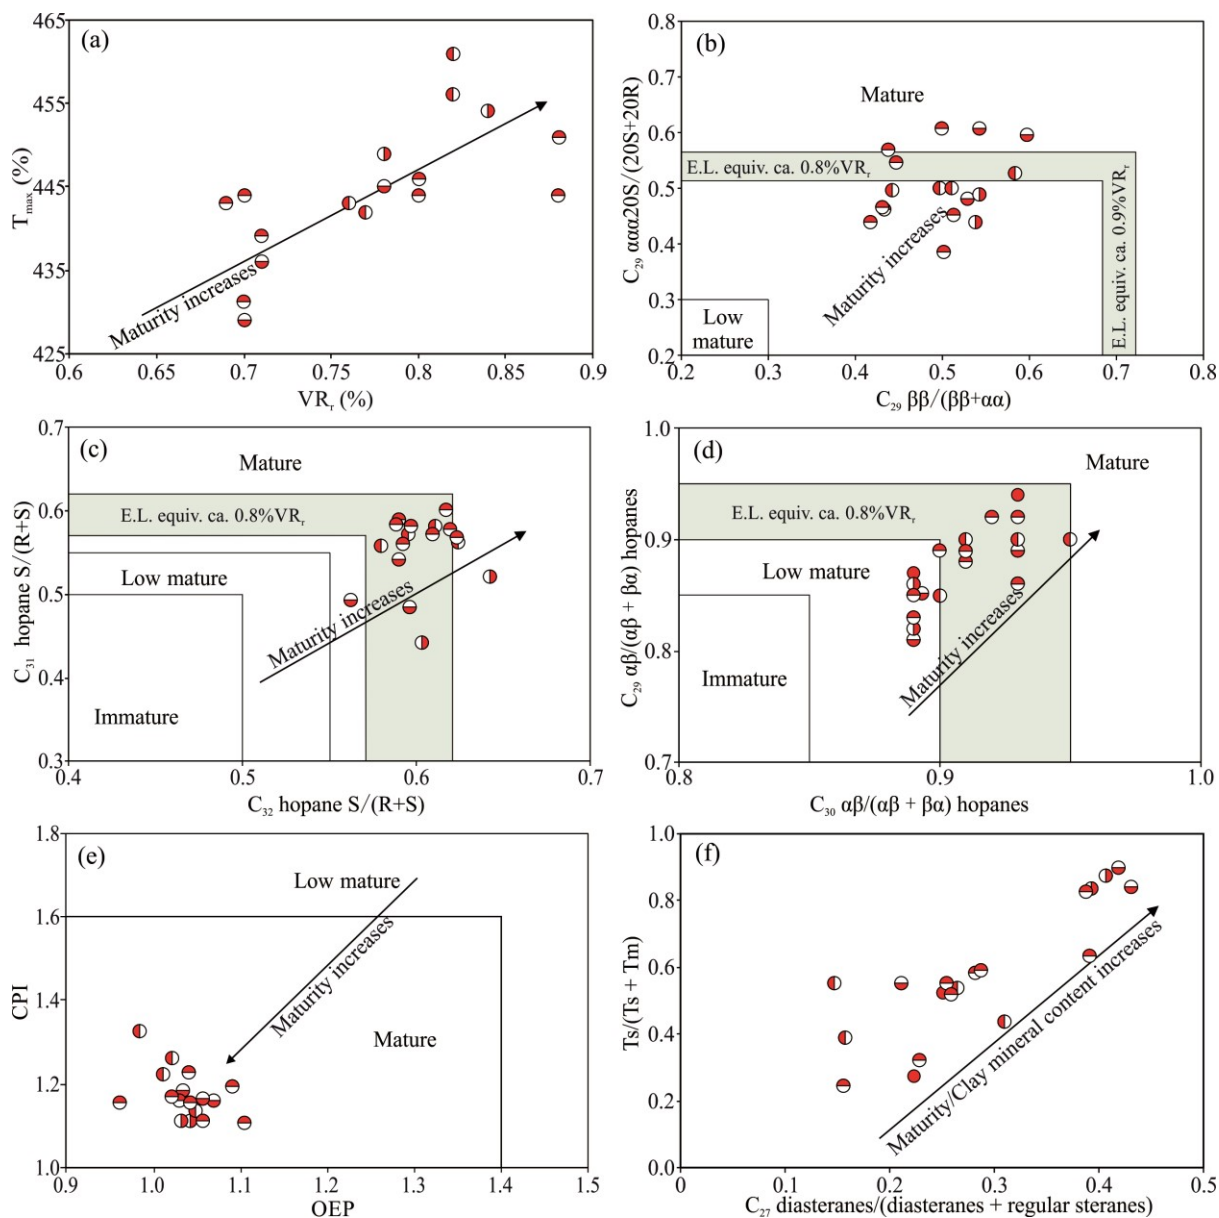 (a)
465
455
445
435
425
T_max (%)
Maturity increases
0.6
0.7
0.8
0.85
0.9
VR_r (%)
(b)
0.8
0.7
0.6
0.5
0.4
0.3
0.2
C₂₉ ααα20S/(20S+20R)
Mature
E.L. equiv. ca. 0.8%VR_r
E.L. equiv. ca. 0.9%VR_r
Maturity increases
Low
mature
0.2
0.3
0.4
0.5
0.6
0.7
0.8
C₂₉ ββ/(ββ+αα)
(c)
0.7
0.6
0.5
0.4
0.3
C₃₁ hopane S/(R+S)
Mature
E.L. equiv. ca. 0.8%VR_r
Low mature
Maturity increases
Immature
0.4
0.5
0.6
0.7
C₃₂ hopane S/(R+S)
(d)
1.0
0.9
0.8
0.7
C₂₉ αβ/(αβ + βα) hopanes
Mature
E.L. equiv. ca. 0.8%VR_r
Low mature
Maturity increases
Immature
0.8
0.9
1.0
C₃₀ αβ/(αβ + βα) hopanes
(e)
1.8
1.6
1.4
1.2
1.0
CPI
Low mature
Maturity increases
Mature
0.9
1.0
1.1
1.2
1.3
1.4
1.5
OEP
(f)
1.0
0.8
0.6
0.4
0.2
0.0
Ts/(Ts + Tm)
Maturity/Clay mineral content increases
0
0.1
0.2
0.3
0.4
0.5
C₂₇ diasteranes/(diasteranes + regular steranes)